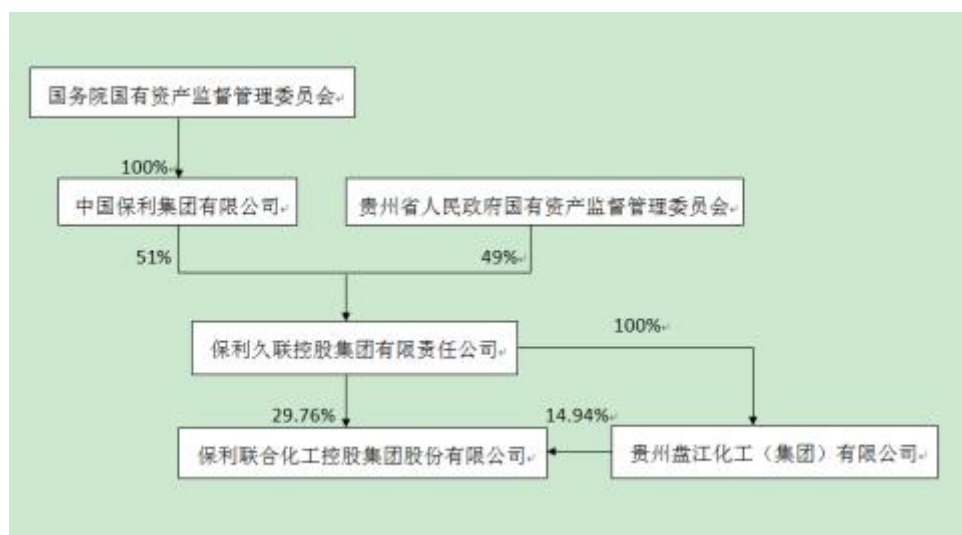 国务院国有资产监督管理委员会
100%
中国保利集团有限公司
贵州省人民政府国有资产监督管理委员会
51%
49%
保利久联控股集团有限责任公司
100%
29.76%
14.94%
保利联合化工控股集团股份有限公司
贵州盘江化工（集团）有限公司